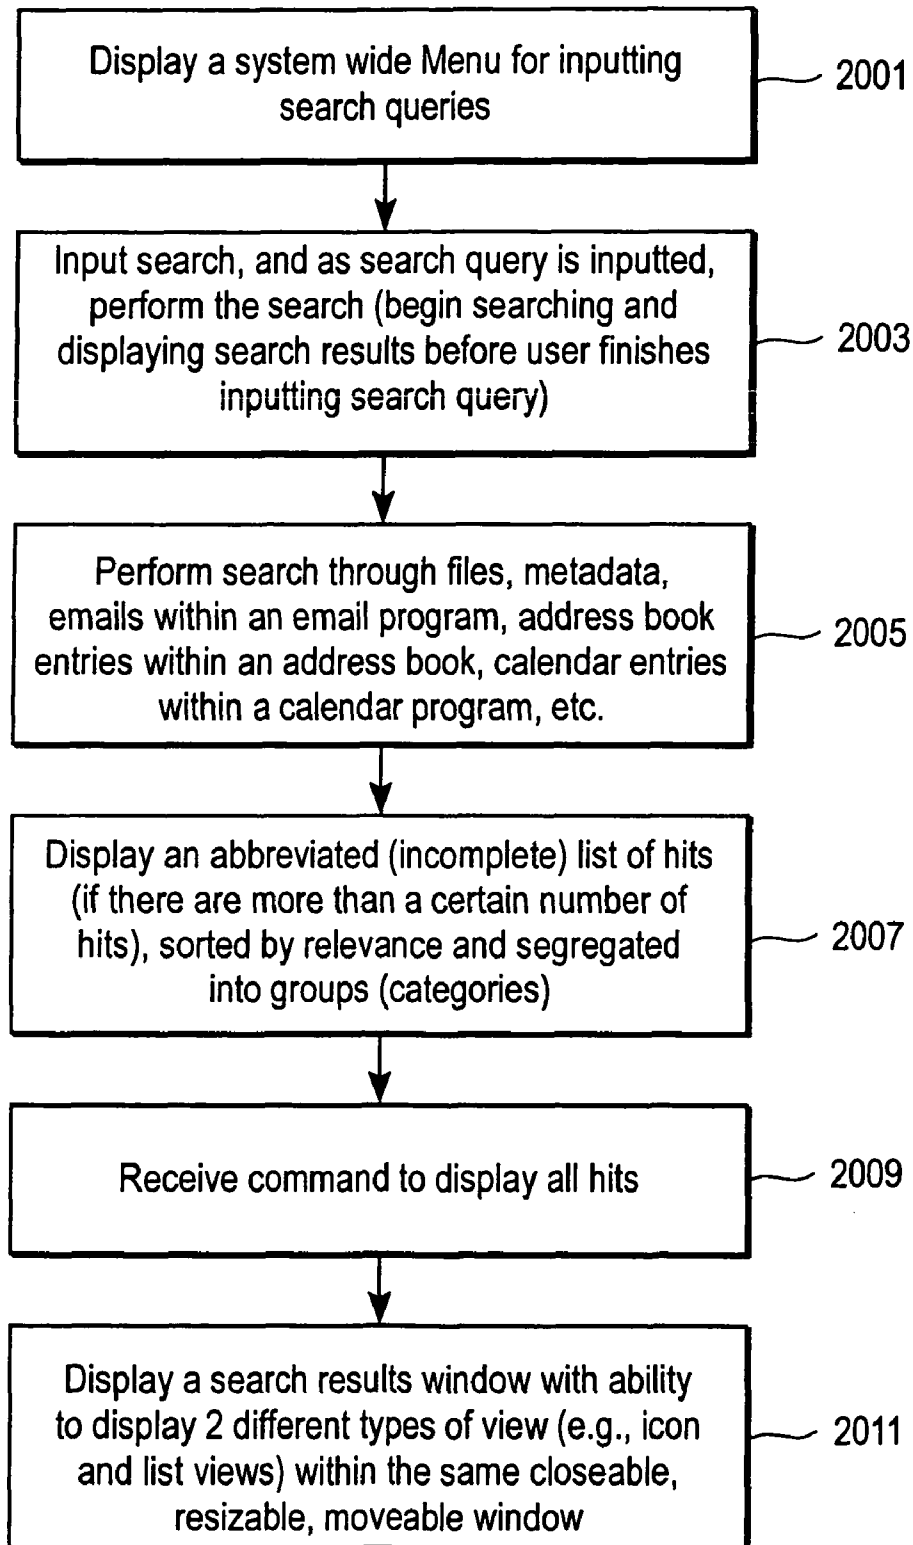 Display a system wide Menu for inputting
search queries
2001
Input search, and as search query is inputted,
perform the search (begin searching and
displaying search results before user finishes
inputting search query)
2003
Perform search through files, metadata,
emails within an email program, address book
entries within an address book, calendar entries
within a calendar program, etc.
2005
Display an abbreviated (incomplete) list of hits
(if there are more than a certain number of
hits), sorted by relevance and segregated
into groups (categories)
2007
Receive command to display all hits
2009
Display a search results window with ability
to display 2 different types of view (e.g., icon
and list views) within the same closeable,
resizable, moveable window
2011